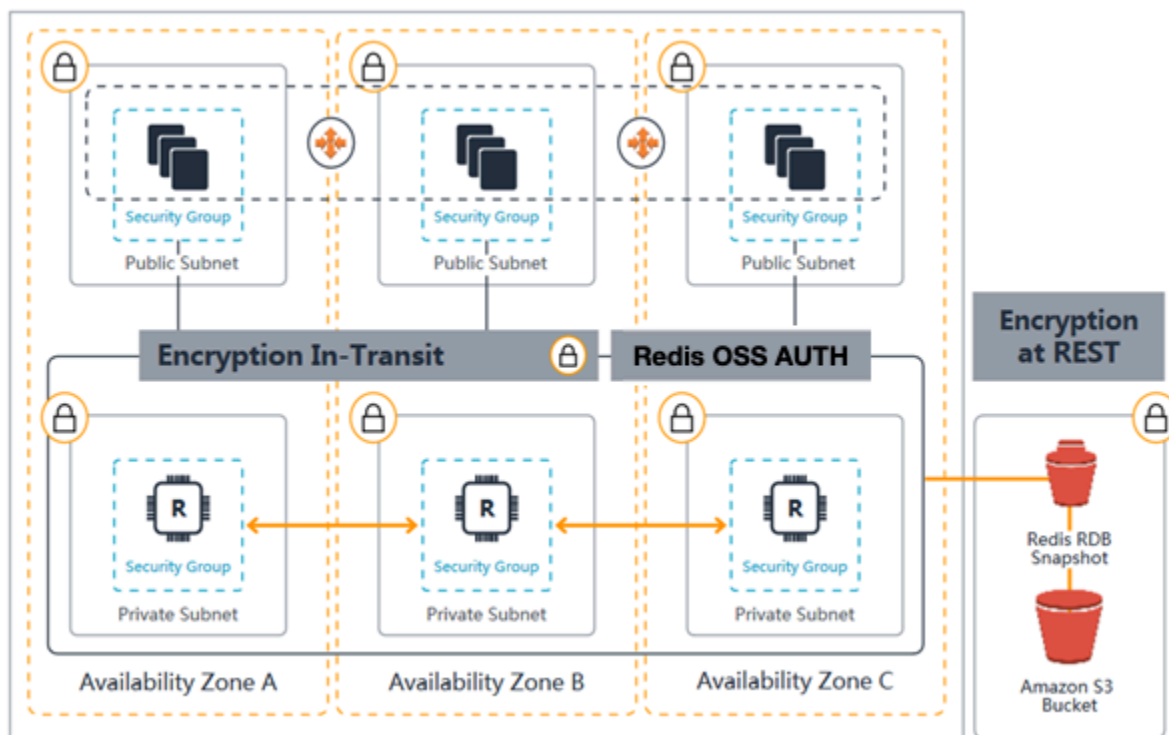 Security Group
Security Group
Security Group
Public Subnet
Public Subnet
Public Subnet
Encryption In-Transit
Redis OSS AUTH
Encryption
at REST
R
R
R
Security Group
Security Group
Security Group
Private Subnet
Private Subnet
Private Subnet
Redis RDB
Snapshot
Availability Zone A
Availability Zone B
Availability Zone C
Amazon S3
Bucket